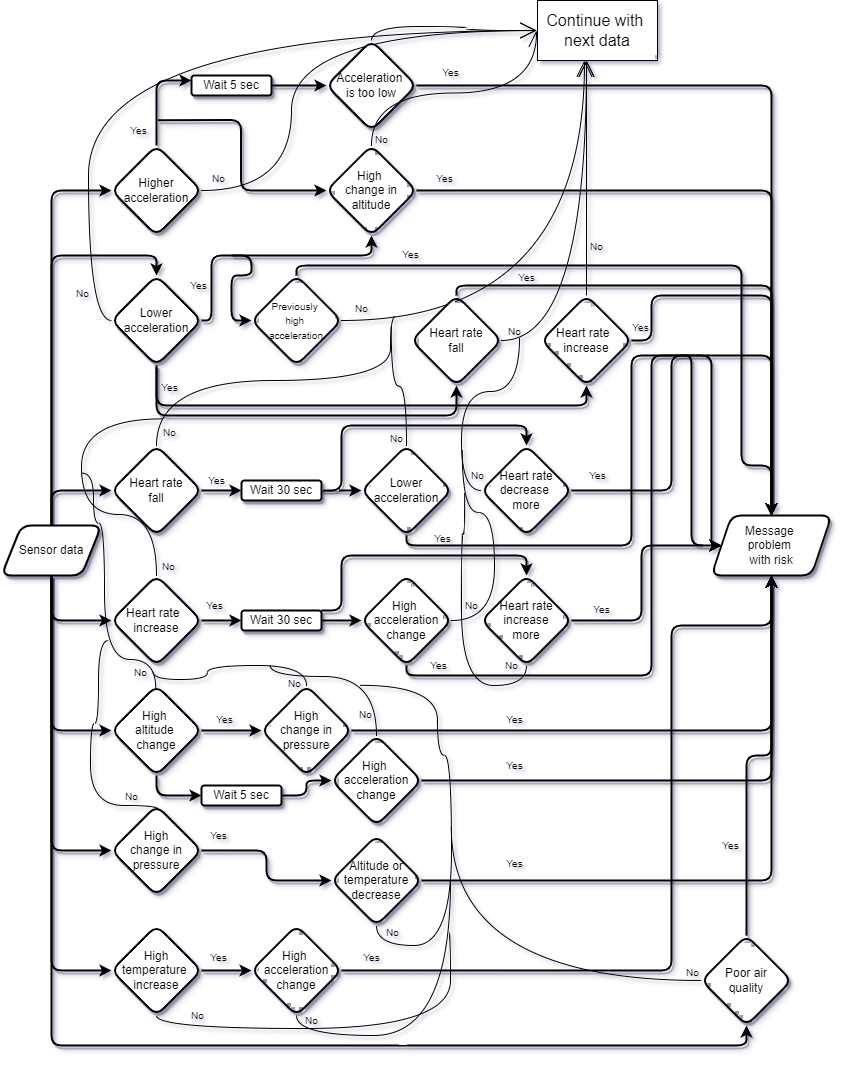 Continue with
next data
Wait 5 sec
Acceleration
is too low
Yes
Yes
No
Higher
acceleration
No
High
change in
altitude
Yes
No
Yes
Yes
Yes
No
Lower
acceleration
Previously
high
acceleration
No
Heart rate
fall
No
Heart rate
increase
Yes
Yes
No
No
Heart rate
fall
Yes
Wait 30 sec
Lower
acceleration
No
Heart rate
decrease
more
Yes
Yes
Sensor data
Message
problem
with risk
No
Heart rate
increase
Yes
Wait 30 sec
High
acceleration
change
No
Heart rate
increase
more
Yes
Yes
No
No
No
High
altitude
change
Yes
High
change in
pressure
No
Yes
Yes
Wait 5 sec
High
acceleration
change
No
High
change in
pressure
Yes
Altitude or
temperature
decrease
Yes
Yes
No
High
temperature
increase
Yes
High
acceleration
change
Yes
No
Poor air
quality
No
No